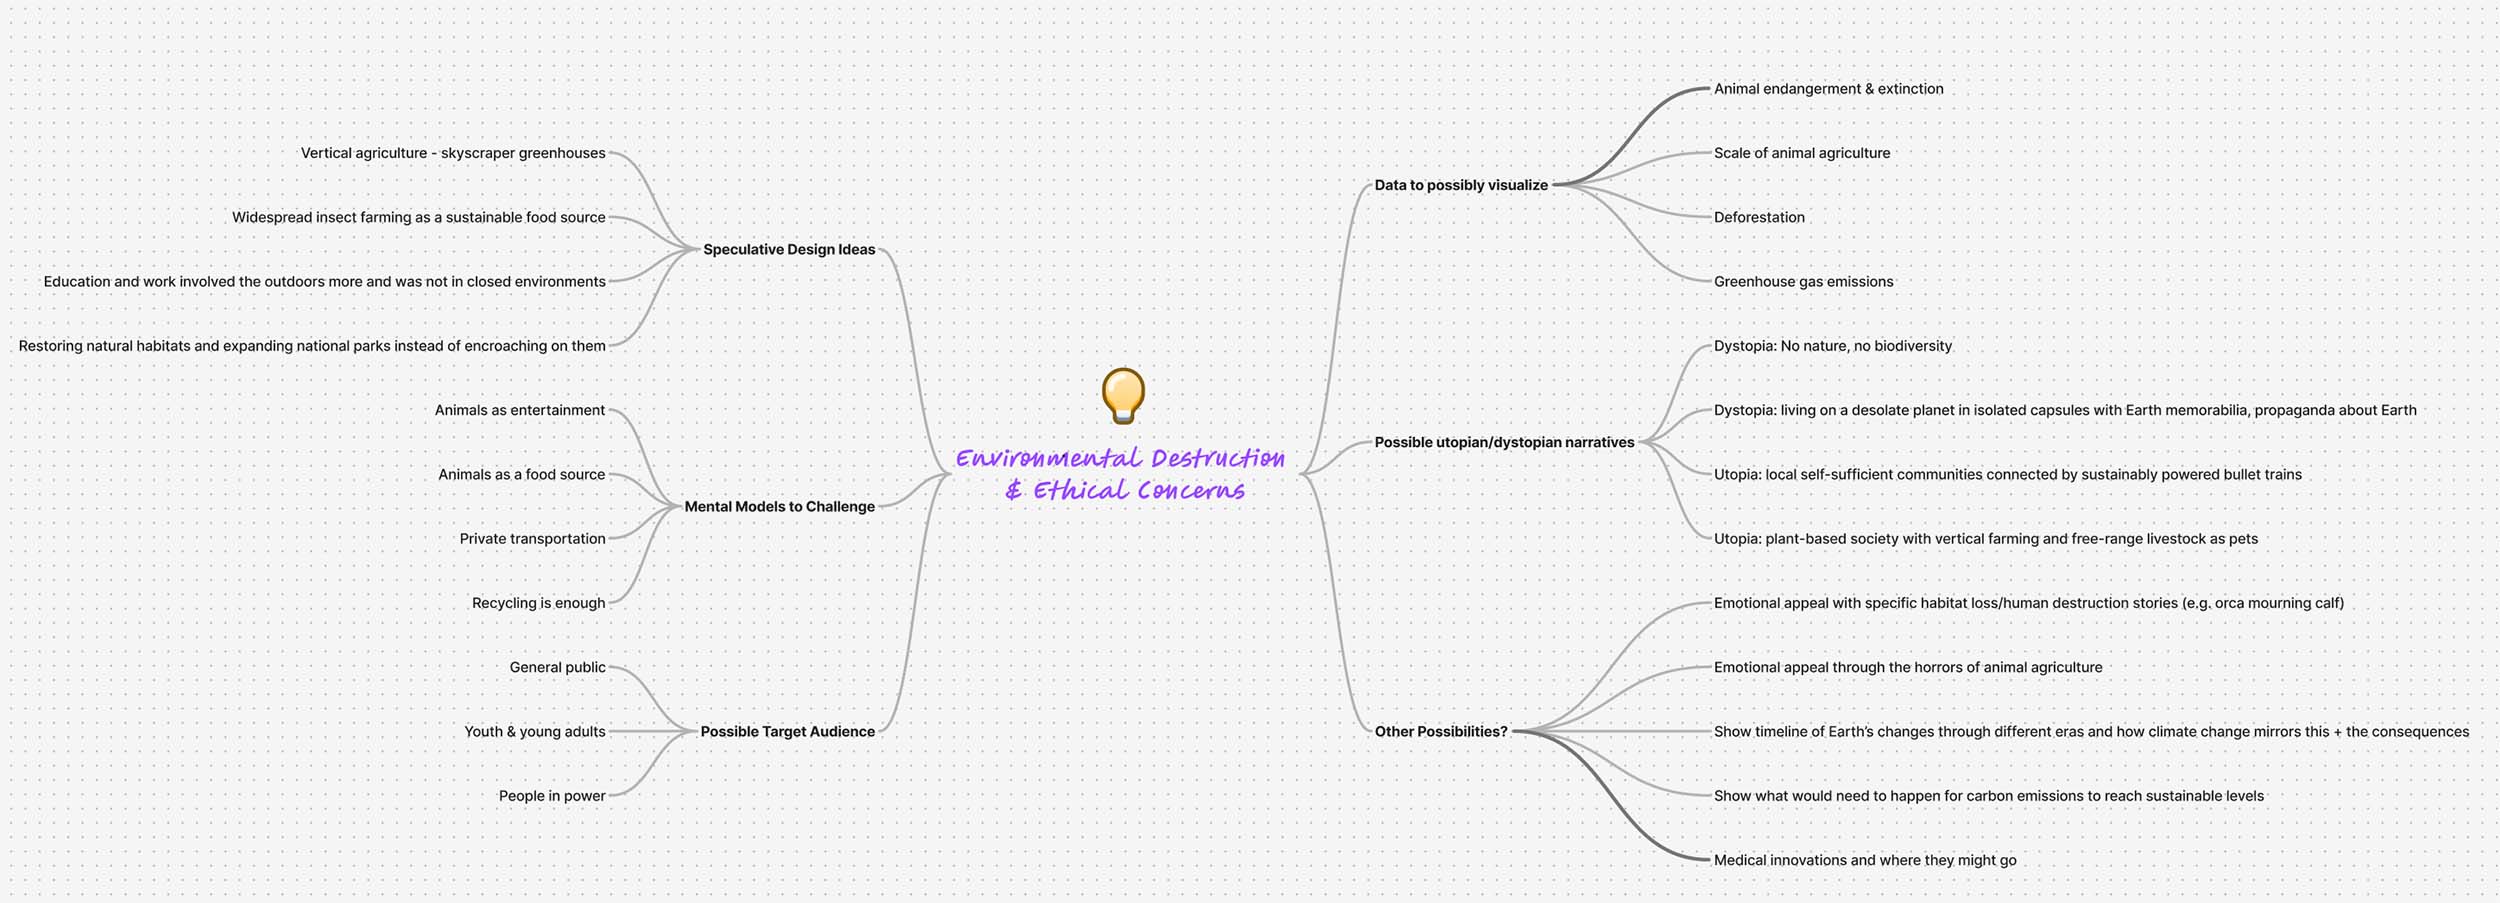 Environmental Destruction
& Ethical Concerns
Speculative Design Ideas
Vertical agriculture - skyscraper greenhouses
Widespread insect farming as a sustainable food source
Education and work involved the outdoors more and was not in closed environments
Restoring natural habitats and expanding national parks instead of encroaching on them
Mental Models to Challenge
Animals as entertainment
Animals as a food source
Private transportation
Recycling is enough
Possible Target Audience
General public
Youth & young adults
People in power
Data to possibly visualize
Animal endangerment & extinction
Scale of animal agriculture
Deforestation
Greenhouse gas emissions
Possible utopian/dystopian narratives
Dystopia: No nature, no biodiversity
Dystopia: living on a desolate planet in isolated capsules with Earth memorabilia, propaganda about Earth
Utopia: local self-sufficient communities connected by sustainably powered bullet trains
Utopia: plant-based society with vertical farming and free-range livestock as pets
Other Possibilities?
Emotional appeal with specific habitat loss/human destruction stories (e.g. orca mourning calf)
Emotional appeal through the horrors of animal agriculture
Show timeline of Earth’s changes through different eras and how climate change mirrors this + the consequences
Show what would need to happen for carbon emissions to reach sustainable levels
Medical innovations and where they might go